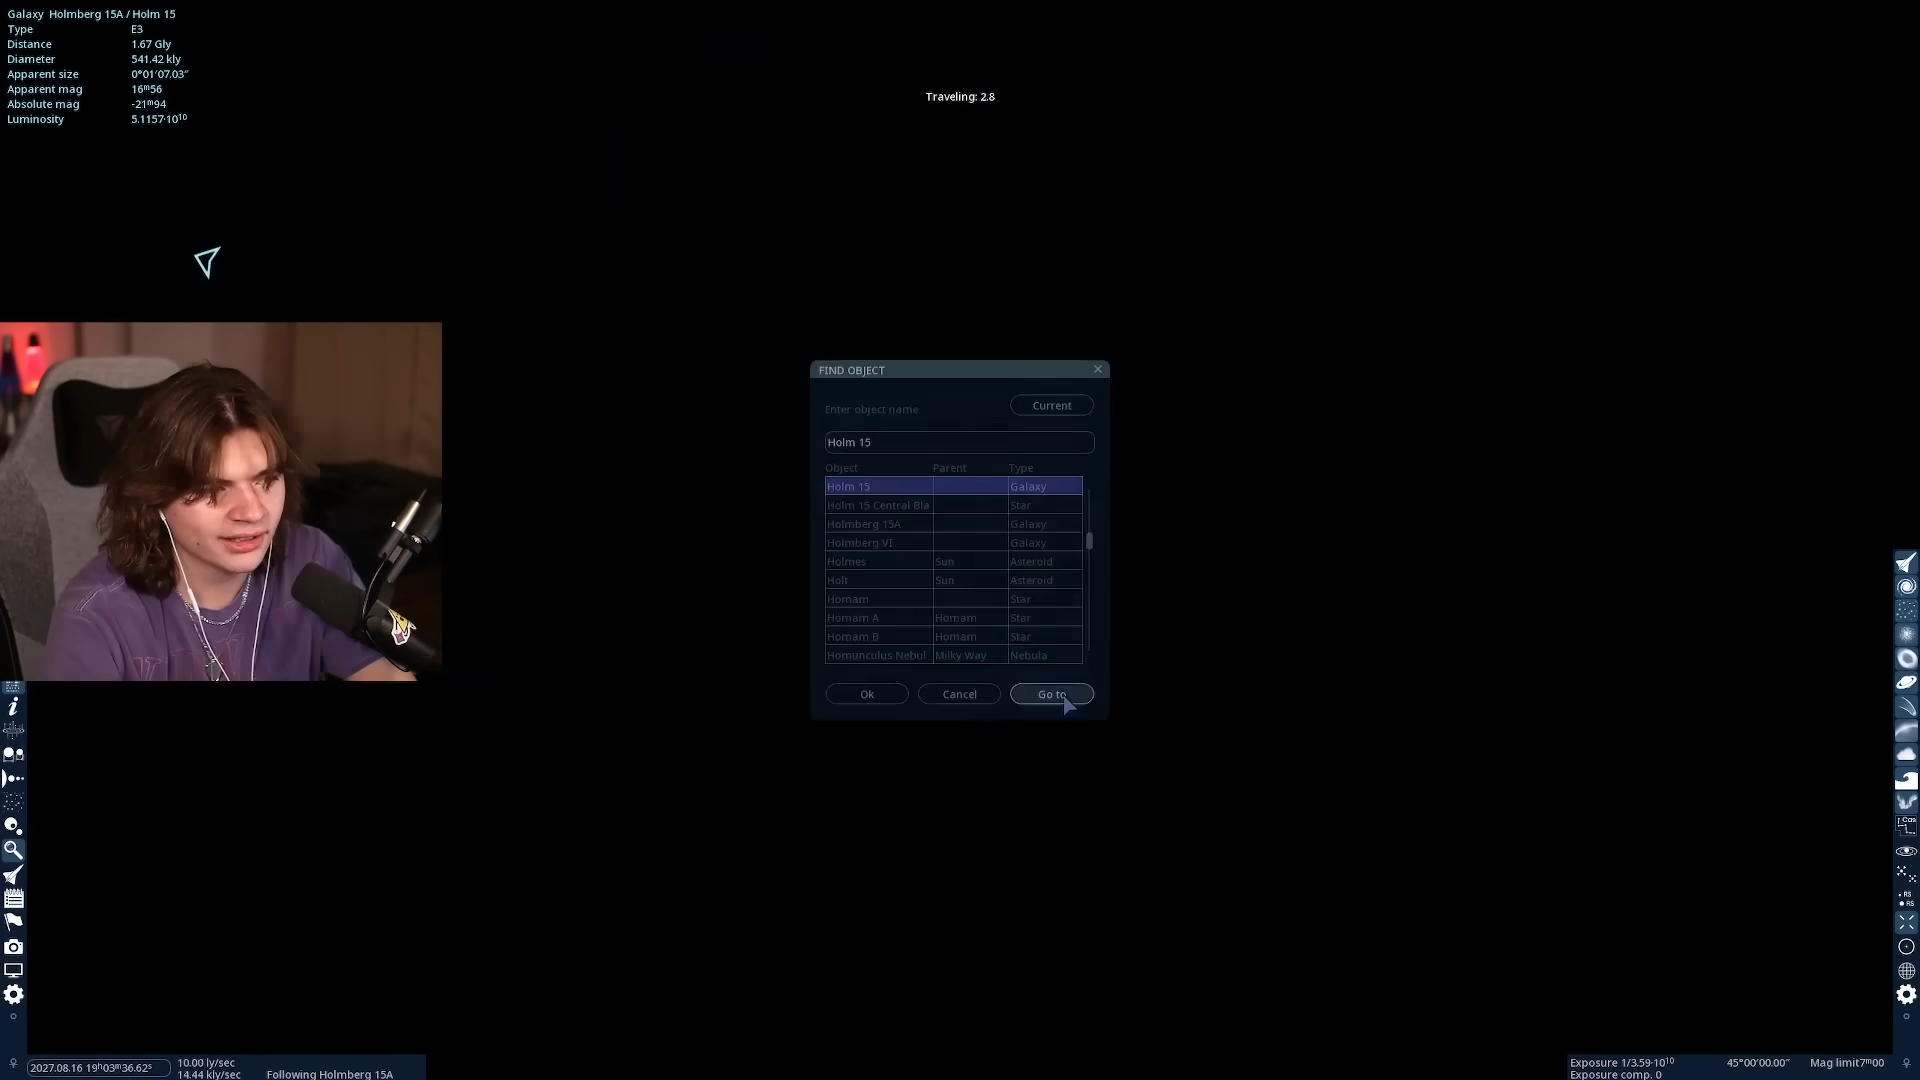 Galaxy Holmberg 15A / Holm 15
Type E3
Distance 1.67 Gly
Diameter 541.42 kly
Apparent size 0°01'07.03"
Apparent mag 16ᵐ56
Absolute mag -21ᵐ94
Luminosity 5.1157·10¹⁰
Traveling: 2.8
FIND OBJECT
Enter object name
Current
Holm 15
Object Parent Type
Holm 15 Galaxy
Holm 15 Central Bla Star
Holmberg 15A Galaxy
Holmberg VI Galaxy
Holmes Sun Asteroid
Holt Sun Asteroid
Homam Star
Homam A Homam Star
Homam B Homam Star
Homunculus Nebul Milky Way Nebula
Ok Cancel Go to
RS
RS
2027.08.16 19ʰ03ᵐ36.62ˢ
10.00 ly/sec
14.44 kly/sec Following Holmberg 15A
Exposure 1/3.59·10¹⁰ 45°00'00.00" Mag limit7ᵐ00
Exposure comp. 0